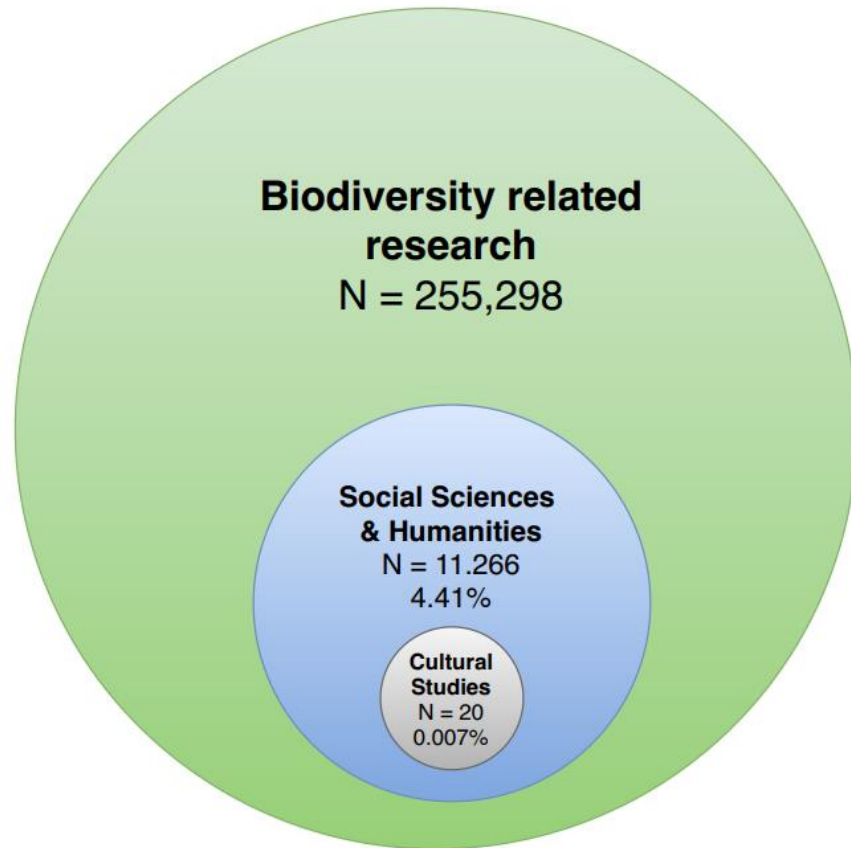 Biodiversity related
research
N = 255,298
Social Sciences
& Humanities
N = 11.266
4.41%
Cultural
Studies
N = 20
0.007%